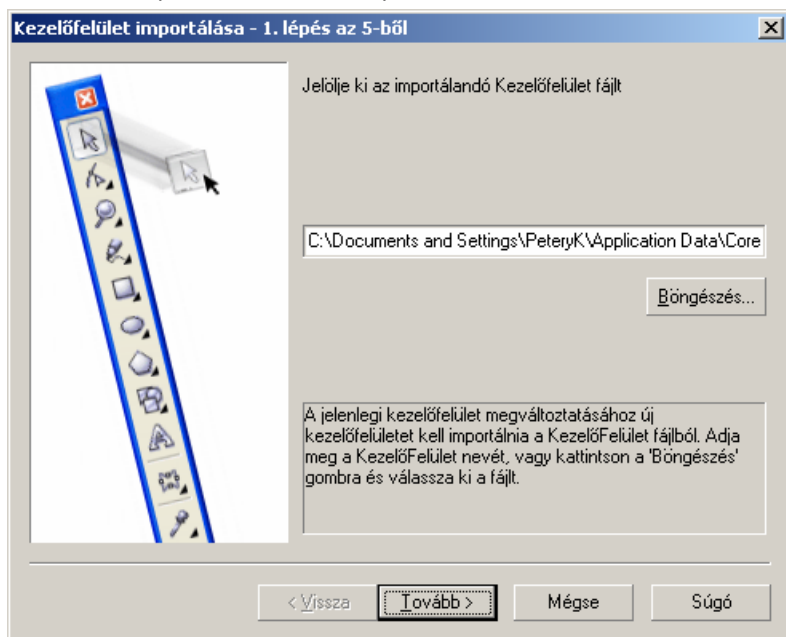 Kezelőfelület importálása - 1. lépés az 5-ből
Jelölje ki az importálandó Kezelőfelület fájlt
C:\Documents and Settings\PeteryK\Application Data\Core
Böngészés...
A jelenlegi kezelőfelület megváltoztatásához új
kezelőfelületet kell importálnia a KezelőFelület fájlból. Adja
meg a KezelőFelület nevét, vagy kattintson a 'Böngészés'
gombra és válassza ki a fájlt.
< Vissza
Tovább >
Mégse
Súgó